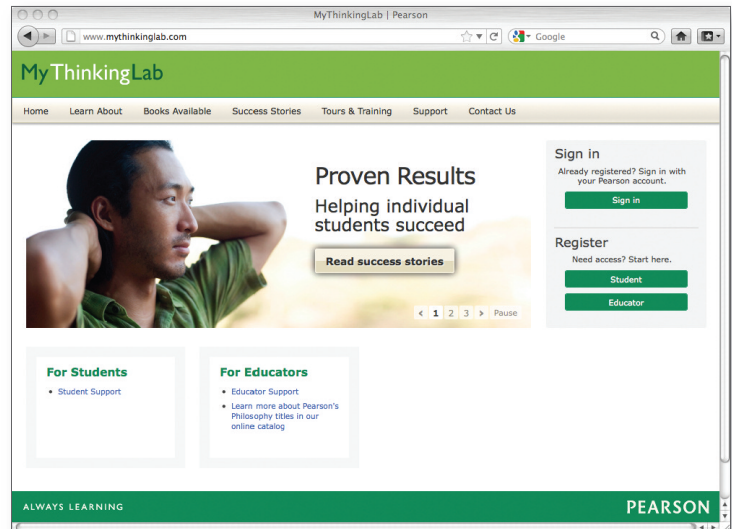 MyThinkingLab | Pearson
www.mythinkinglab.com
Google
MyThinkingLab
Home Learn About Books Available Success Stories Tours & Training Support Contact Us
Proven Results
Helping individual
students succeed
Read success stories
< 1 2 3 > Pause
Sign in
Already registered? Sign in with
your Pearson account.
Sign in
Register
Need access? Start here.
Student
Educator
For Students
• Student Support
For Educators
• Educator Support
• Learn more about Pearson's
Philosophy titles in our
online catalog
ALWAYS LEARNING
PEARSON